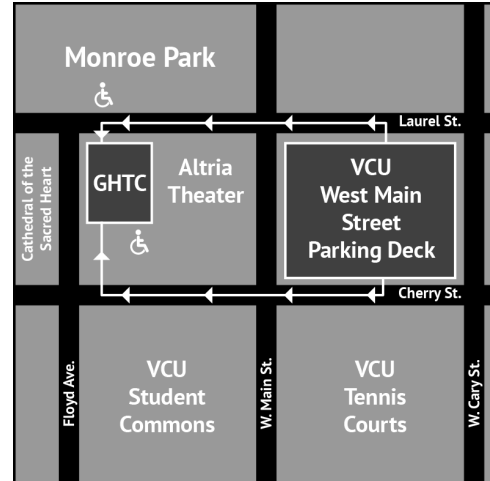 Monroe Park
Laurel St.
Cathedral of the
Sacred Heart
GHTC
Altria
Theater
VCU
West Main
Street
Parking Deck
Cherry St.
Floyd Ave.
VCU
Student
Commons
W. Main St.
VCU
Tennis
Courts
W. Cary St.